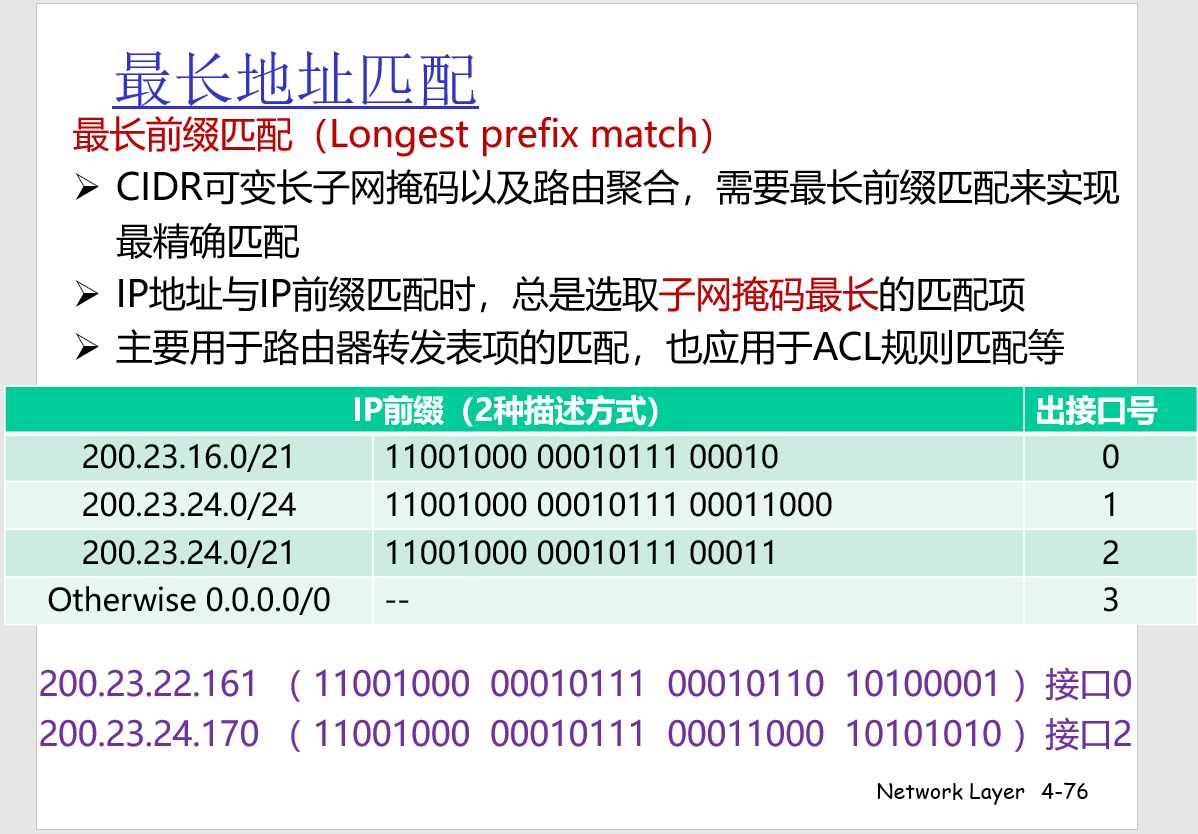 最长地址匹配
最长前缀匹配（Longest prefix match）
➢ CIDR可变长子网掩码以及路由聚合，需要最长前缀匹配来实现
最精确匹配
➢ IP地址与IP前缀匹配时，总是选取子网掩码最长的匹配项
➢ 主要用于路由器转发表项的匹配，也应用于ACL规则匹配等
IP前缀（2种描述方式） 出接口号
200.23.16.0/21 11001000 00010111 00010 0
200.23.24.0/24 11001000 00010111 00011000 1
200.23.24.0/21 11001000 00010111 00011 2
Otherwise 0.0.0.0/0 -- 3
200.23.22.161 （ 11001000 00010111 00010110 10100001 ）接口0
200.23.24.170 （ 11001000 00010111 00011000 10101010 ）接口2
Network Layer 4-76